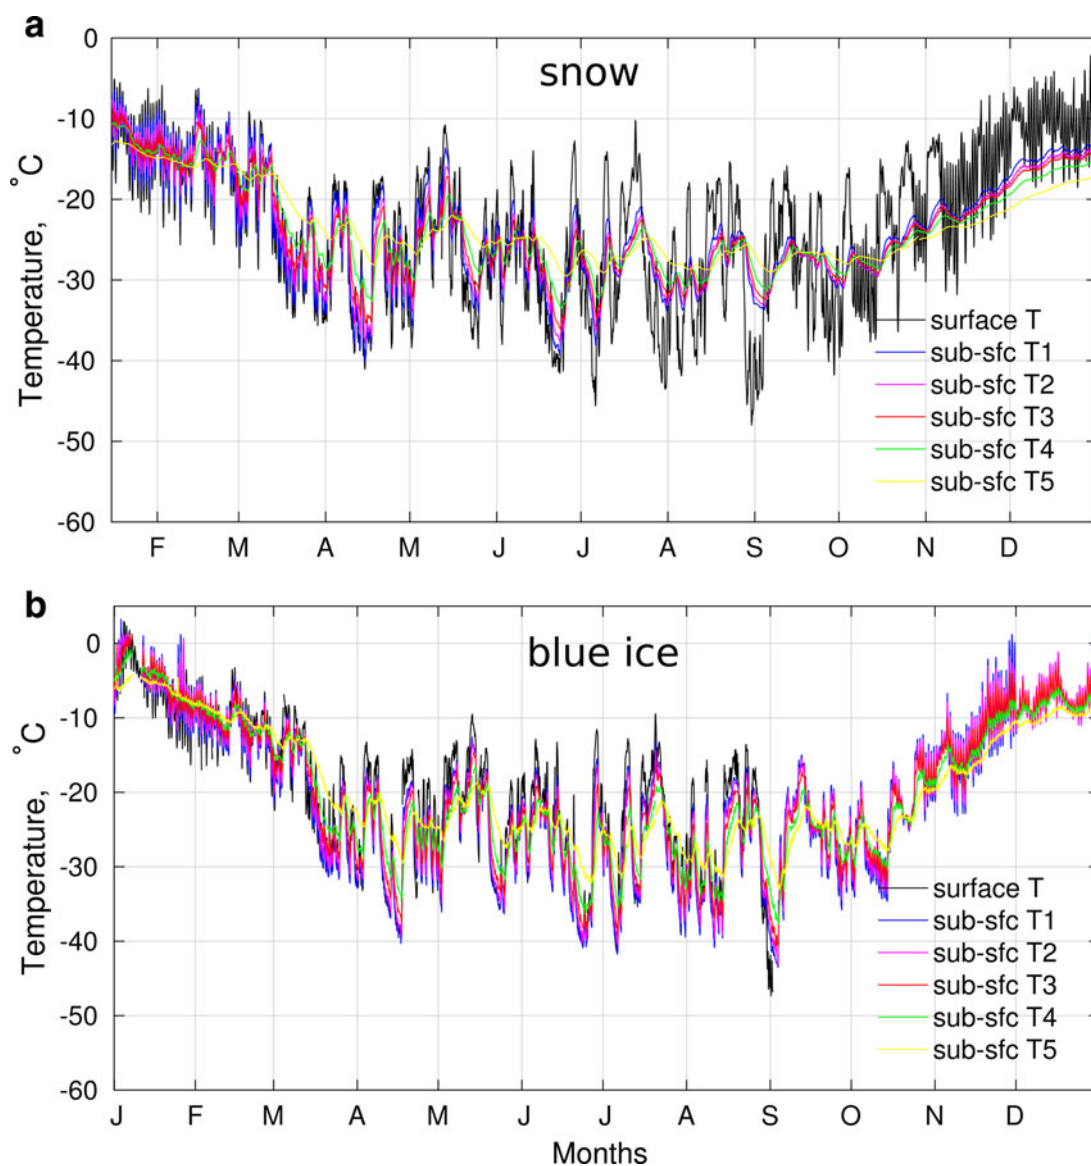 a
snow
0
-10
-20
-30
-40
-50
-60
Temperature, °C
surface T
sub-sfc T1
sub-sfc T2
sub-sfc T3
sub-sfc T4
sub-sfc T5
F M A M J J A S O N D
b
blue ice
0
-10
-20
-30
-40
-50
-60
Temperature, °C
surface T
sub-sfc T1
sub-sfc T2
sub-sfc T3
sub-sfc T4
sub-sfc T5
J F M A M J J A S O N D
Months